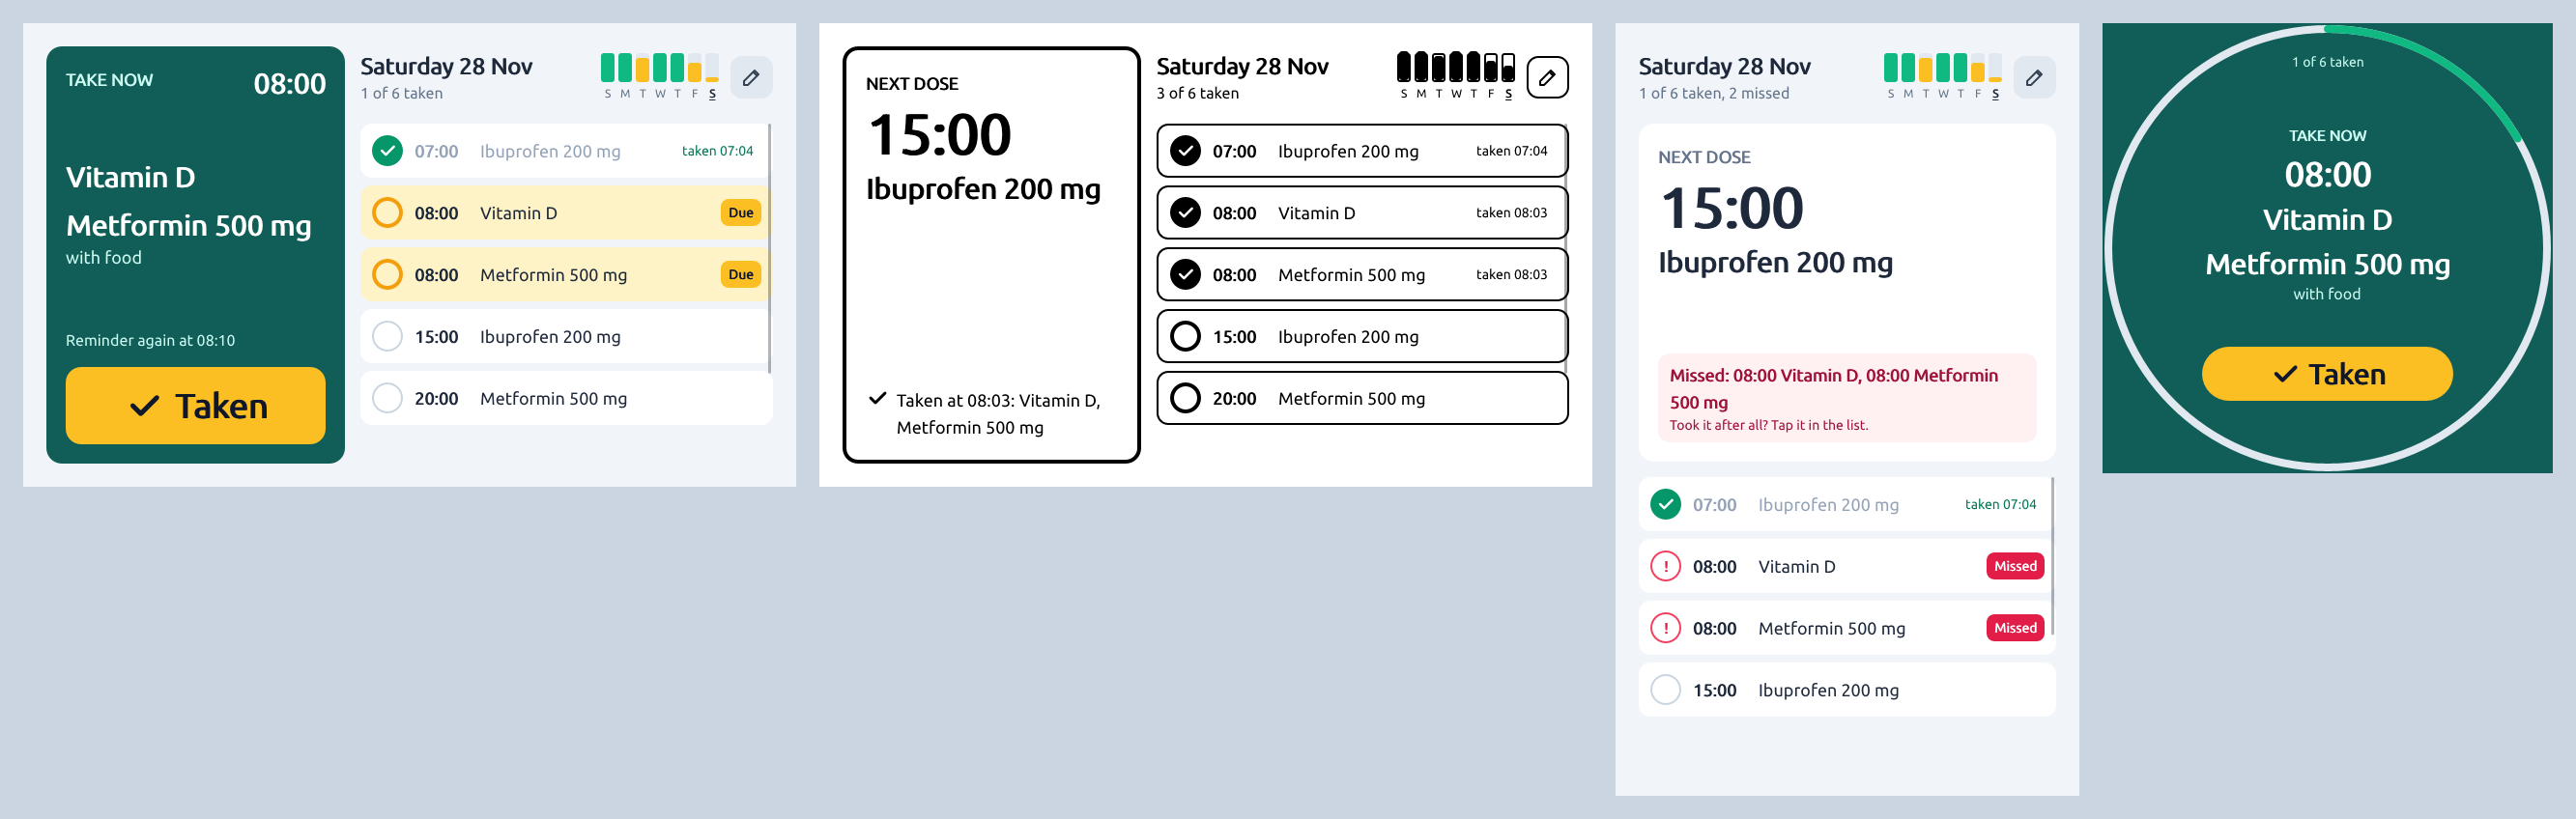 TAKE NOW
08:00
Vitamin D
Metformin 500 mg
with food
Reminder again at 08:10
Taken
Saturday 28 Nov
1 of 6 taken
S M T W T F S
07:00 Ibuprofen 200 mg taken 07:04
08:00 Vitamin D Due
08:00 Metformin 500 mg Due
15:00 Ibuprofen 200 mg
20:00 Metformin 500 mg
NEXT DOSE
15:00
Ibuprofen 200 mg
Taken at 08:03: Vitamin D,
Metformin 500 mg
Saturday 28 Nov
3 of 6 taken
S M T W T F S
07:00 Ibuprofen 200 mg taken 07:04
08:00 Vitamin D taken 08:03
08:00 Metformin 500 mg taken 08:03
15:00 Ibuprofen 200 mg
20:00 Metformin 500 mg
Saturday 28 Nov
1 of 6 taken, 2 missed
S M T W T F S
NEXT DOSE
15:00
Ibuprofen 200 mg
Missed: 08:00 Vitamin D, 08:00 Metformin
500 mg
Took it after all? Tap it in the list.
07:00 Ibuprofen 200 mg taken 07:04
! 08:00 Vitamin D Missed
! 08:00 Metformin 500 mg Missed
15:00 Ibuprofen 200 mg
1 of 6 taken
TAKE NOW
08:00
Vitamin D
Metformin 500 mg
with food
Taken